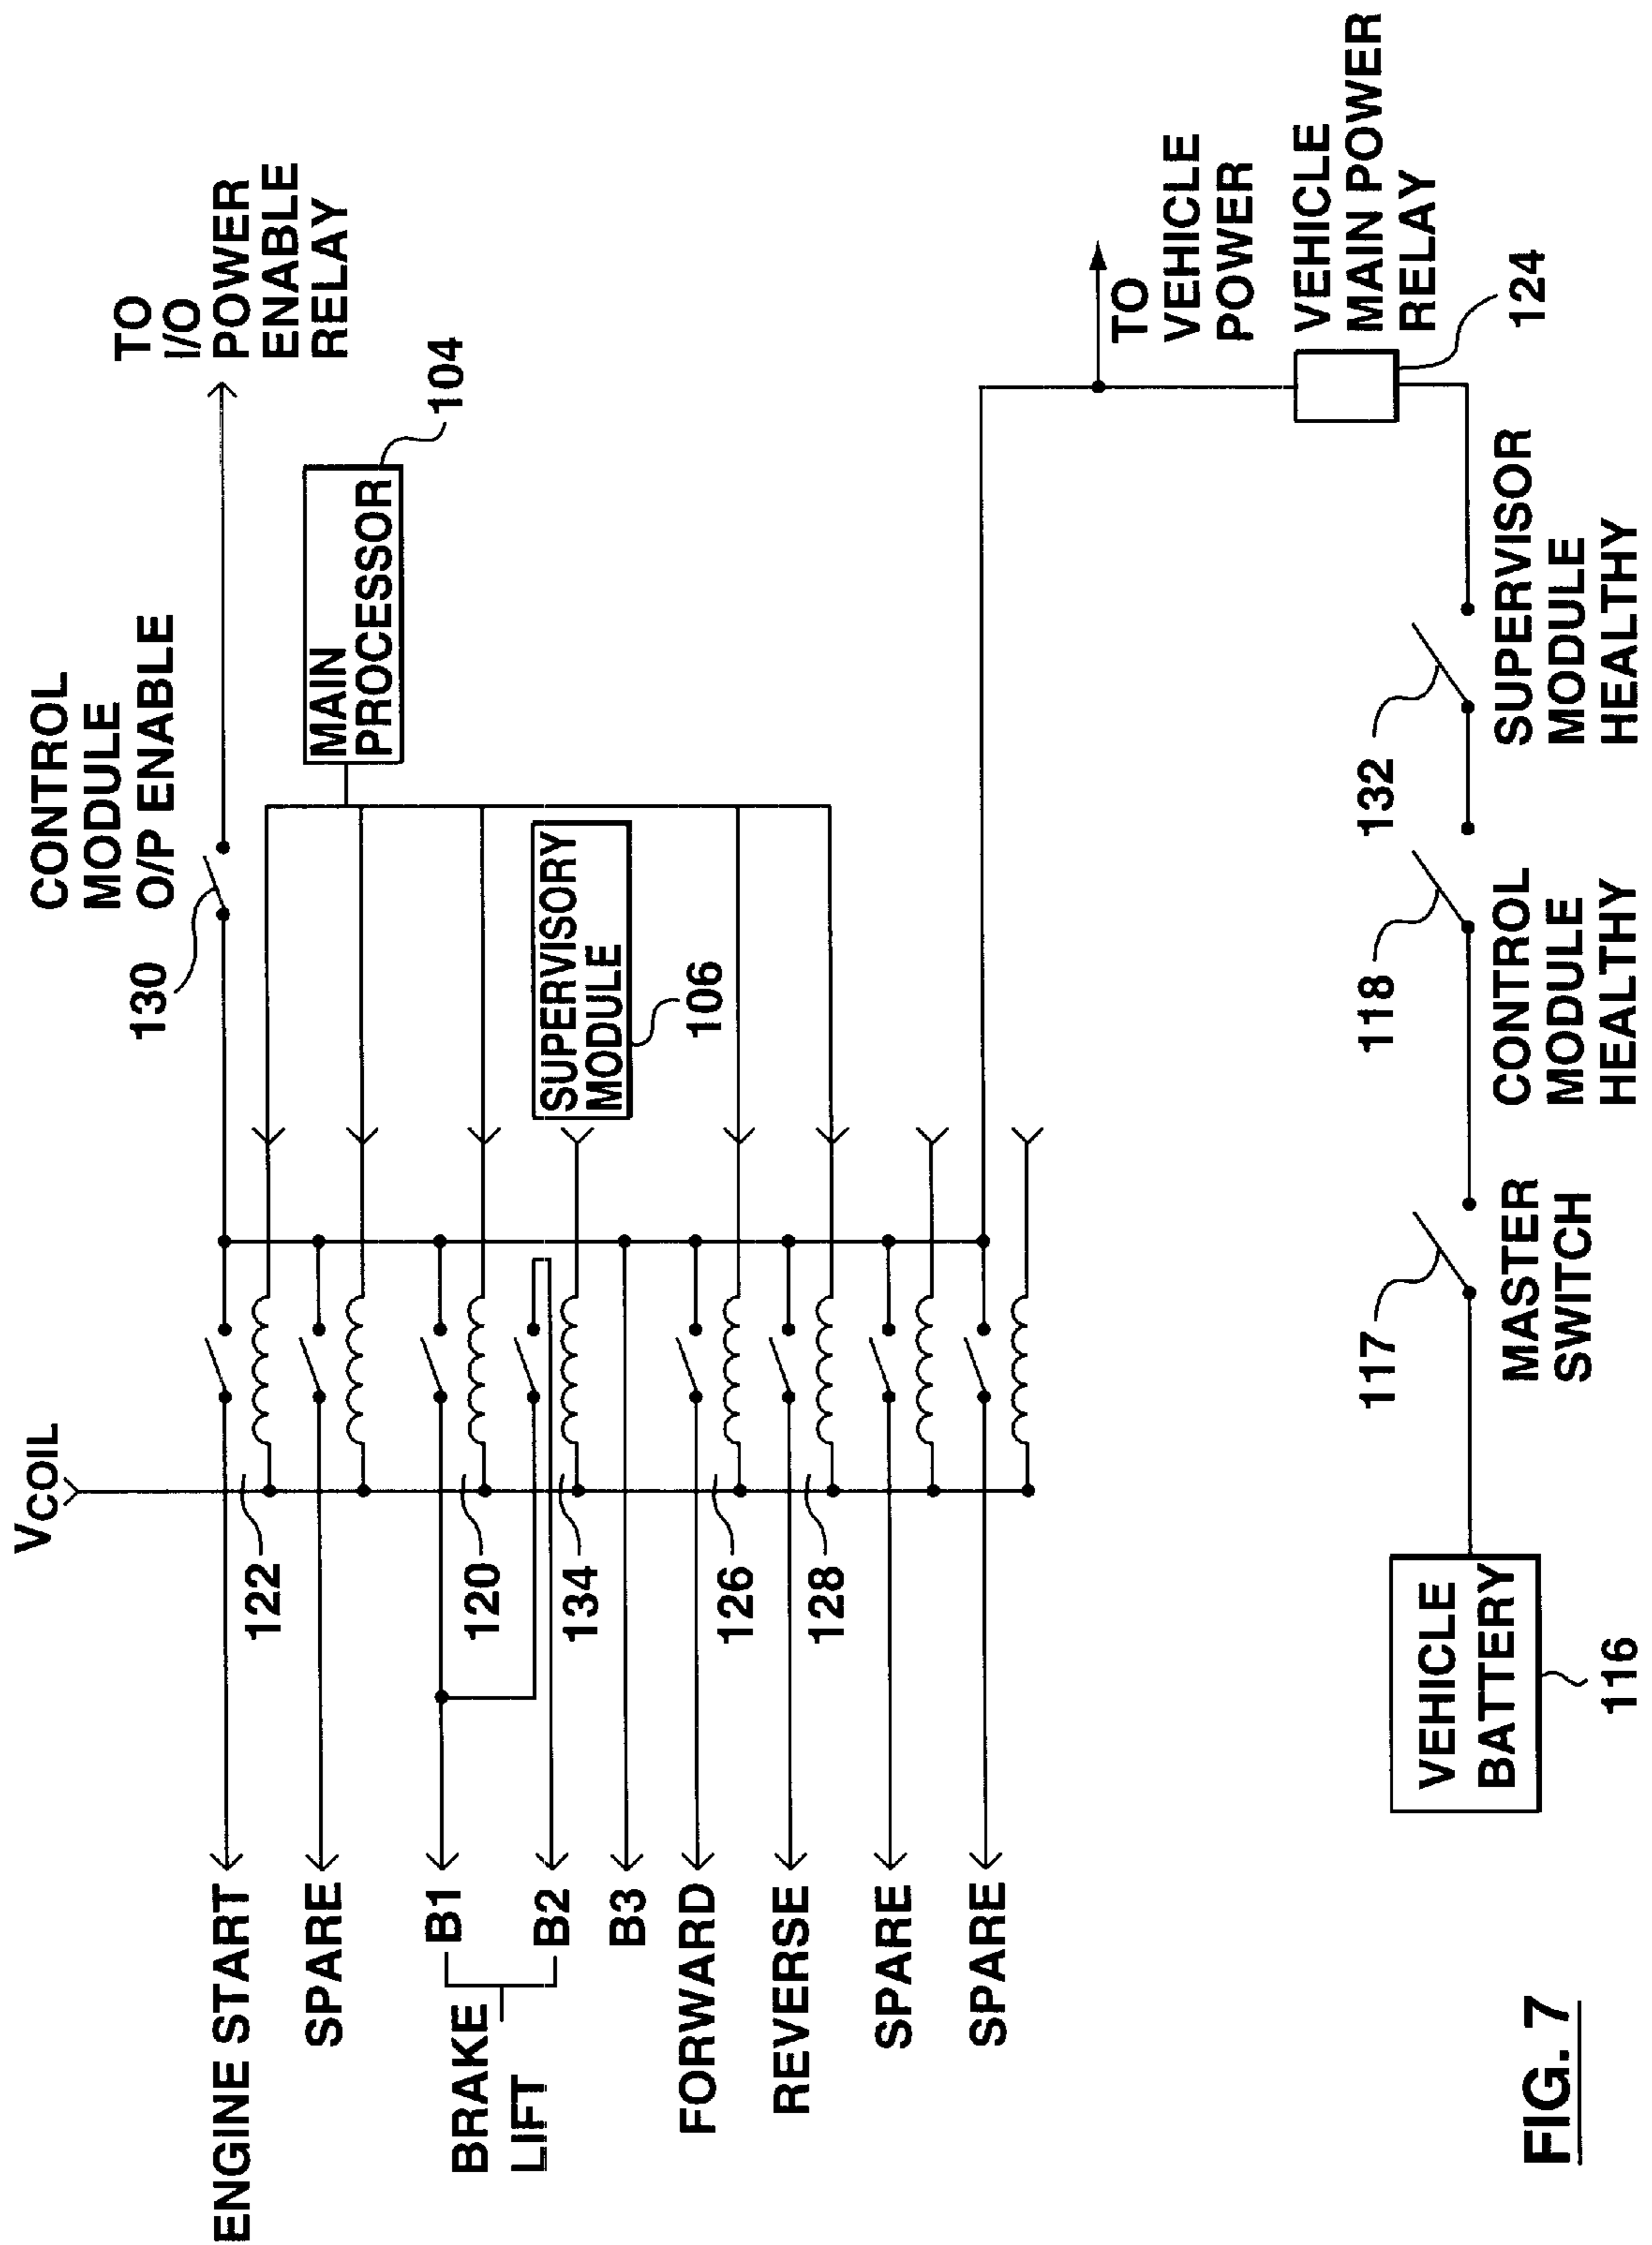 CONTROL
MODULE
O/P ENABLE
130
TO
I/O
POWER
ENABLE
RELAY
MAIN
PROCESSOR
104
SUPERVISORY
MODULE
106
VCOIL
122
120
134
126
128
ENGINE START
SPARE
BRAKE
LIFT
B1
B2
B3
FORWARD
REVERSE
SPARE
SPARE
TO
VEHICLE
POWER
VEHICLE
MAIN POWER
RELAY
124
VEHICLE
BATTERY
116
117
MASTER
SWITCH
118
CONTROL
MODULE
HEALTHY
132
SUPERVISOR
MODULE
HEALTHY
FIG. 7